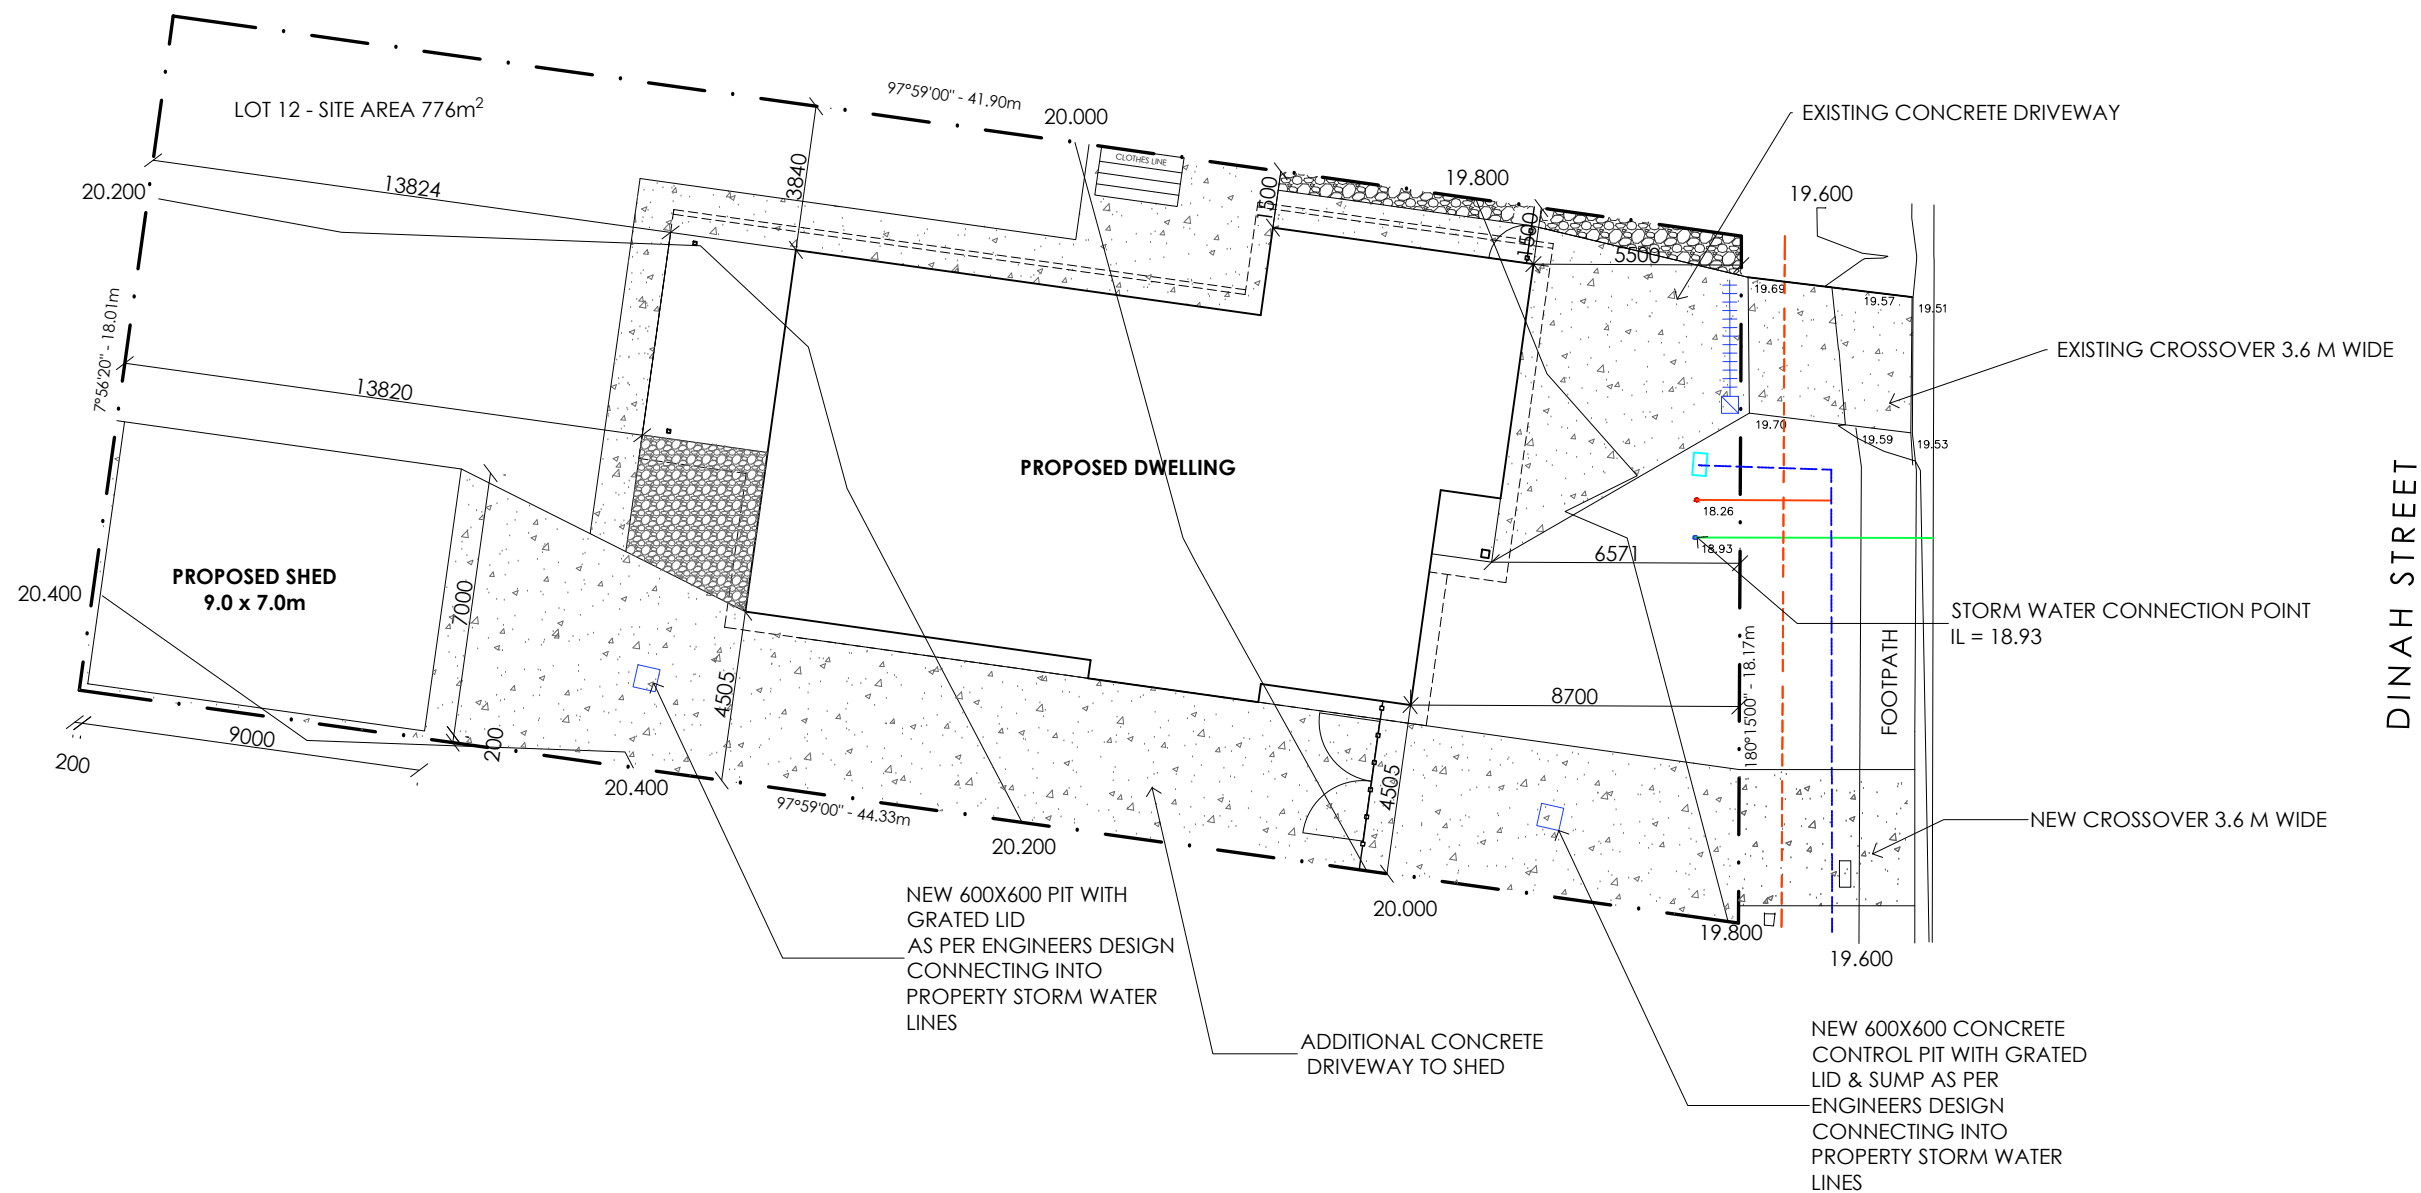 LOT 12 - SITE AREA 776m²
97°59'00" - 41.90m
20.000
CLOTHES LINE
EXISTING CONCRETE DRIVEWAY
19.800
19.600
20.200
13824
3840
1500
1500
5500
19.69
19.57
19.51
7°56'20" - 18.01m
EXISTING CROSSOVER 3.6 M WIDE
13820
19.70
19.59
19.53
PROPOSED DWELLING
18.26
18.93
6571
DINAH STREET
PROPOSED SHED
9.0 x 7.0m
20.400
7000
STORM WATER CONNECTION POINT
IL = 18.93
180°15'00" - 18.17m
FOOTPATH
4505
8700
9000
200
200
20.400
4505
97°59'00" - 44.33m
20.200
NEW CROSSOVER 3.6 M WIDE
20.000
19.800
19.600
NEW 600X600 PIT WITH
GRATED LID
AS PER ENGINEERS DESIGN
CONNECTING INTO
PROPERTY STORM WATER
LINES
ADDITIONAL CONCRETE
DRIVEWAY TO SHED
NEW 600X600 CONCRETE
CONTROL PIT WITH GRATED
LID & SUMP AS PER
ENGINEERS DESIGN
CONNECTING INTO
PROPERTY STORM WATER
LINES